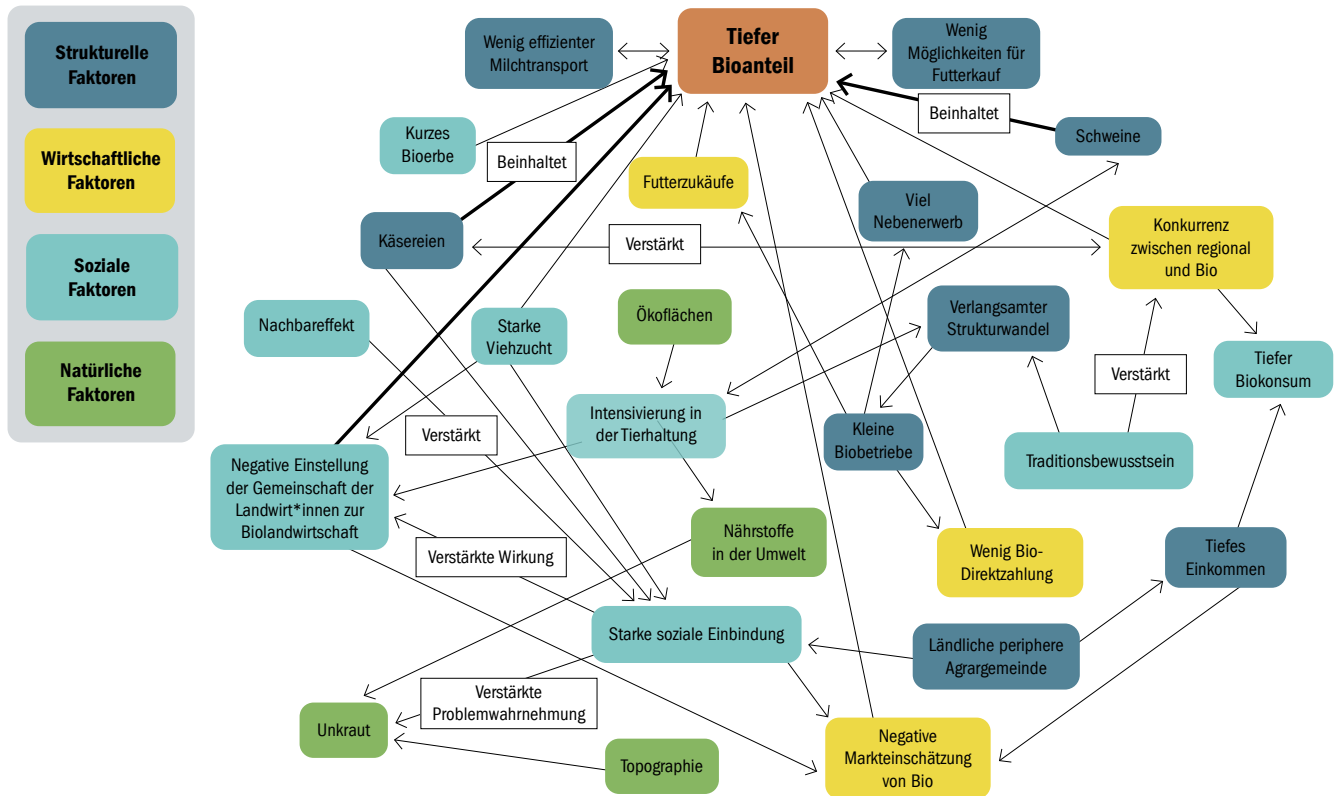 Strukturelle
Faktoren
Wirtschaftliche
Faktoren
Soziale
Faktoren
Natürliche
Faktoren
Wenig effizienter
Milchtransport
Tiefer
Bioanteil
Wenig
Möglichkeiten für
Futterkauf
Beinhaltet
Schweine
Kurzes
Bioerbe
Beinhaltet
Futterzukäufe
Viel
Nebenerwerb
Käsereien
Verstärkt
Konkurrenz
zwischen regional
und Bio
Nachbareffekt
Starke
Viehzucht
Ökoflächen
Verlangsamter
Strukturwandel
Verstärkt
Tiefer
Biokonsum
Verstärkt
Intensivierung in
der Tierhaltung
Kleine
Biobetriebe
Traditionsbewusstsein
Negative Einstellung
der Gemeinschaft der
Landwirt*innen zur
Biolandwirtschaft
Verstärkte Wirkung
Nährstoffe
in der Umwelt
Wenig Bio-
Direktzahlung
Tiefes
Einkommen
Starke soziale Einbindung
Ländliche periphere
Agrargemeinde
Verstärkte
Problemwahrnehmung
Unkraut
Topographie
Negative
Markteinschätzung
von Bio